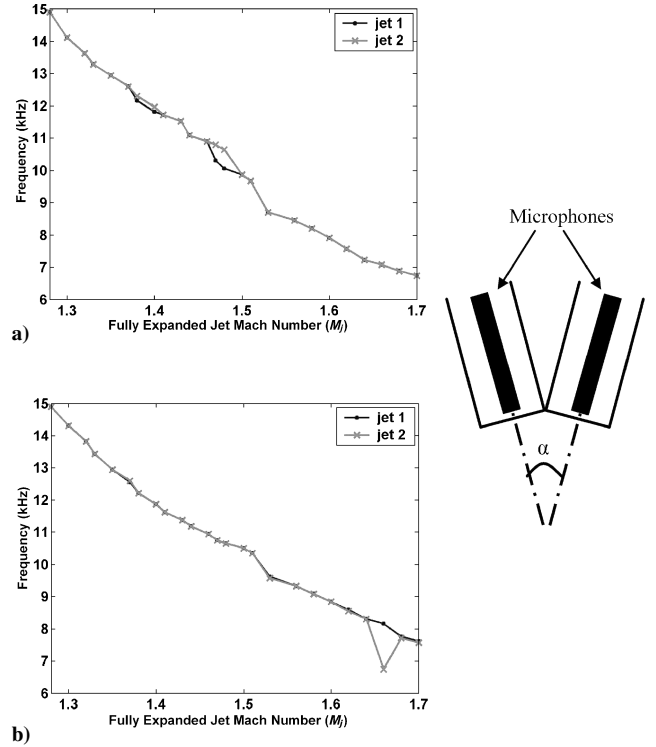 15
14
13
12
11
10
9
8
7
6
Frequency (kHz)
jet 1
jet 2
1.3
1.4
1.5
1.6
1.7
Fully Expanded Jet Mach Number (Mj)
a)
Microphones
α
15
14
13
12
11
10
9
8
7
6
Frequency (kHz)
jet 1
jet 2
1.3
1.4
1.5
1.6
1.7
Fully Expanded Jet Mach Number (Mj)
b)